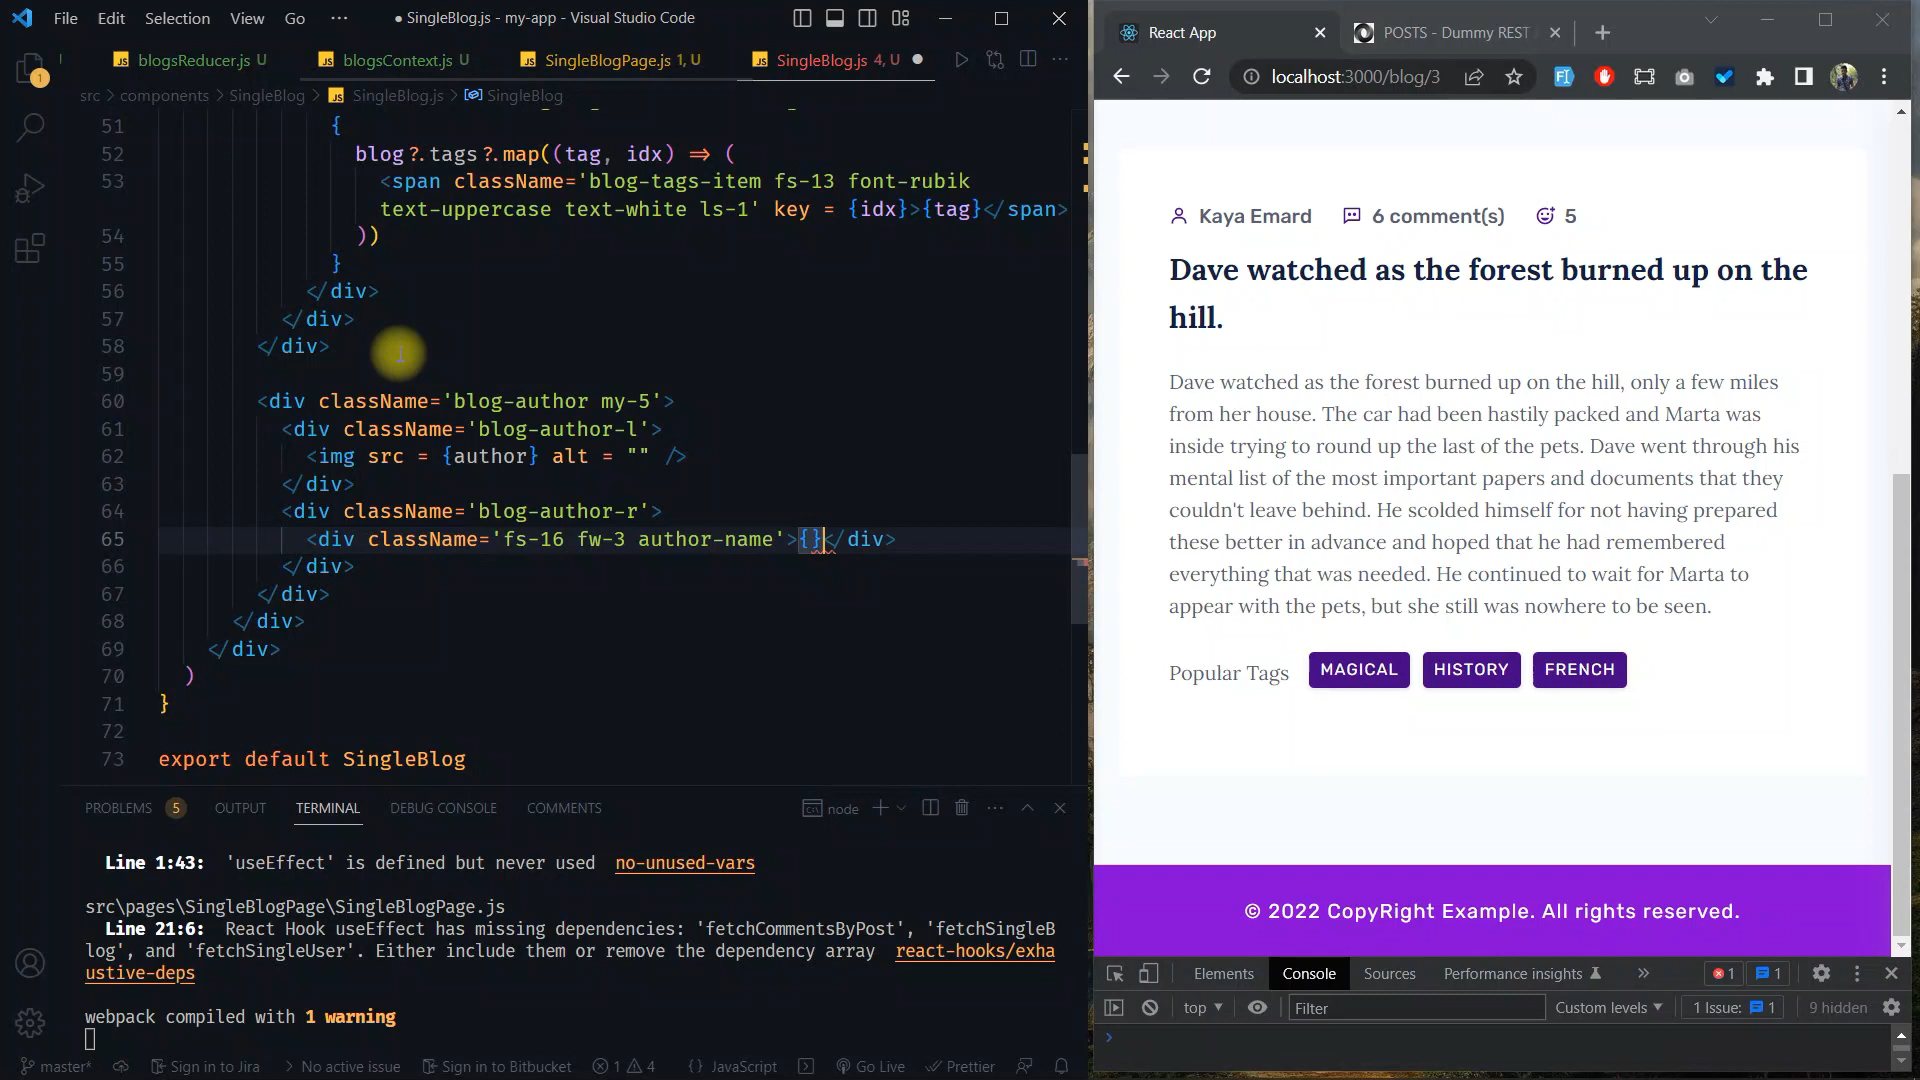 File Edit Selection View Go ··· ● SingleBlog.js - my-app - Visual Studio Code
JS blogsReducer.js U JS blogsContext.js U JS SingleBlogPage.js 1, U JS SingleBlog.js 4, U ●
src > components > SingleBlog > JS SingleBlog.js > SingleBlog
51 {
52 blog?.tags?.map((tag, idx) => (
53 <span className='blog-tags-item fs-13 font-rubik
text-uppercase text-white ls-1' key = {idx}>{tag}</span>
54 ))
55 }
56 </div>
57 </div>
58 </div>
59
60 <div className='blog-author my-5'>
61 <div className='blog-author-l'>
62 <img src = {author} alt = "" />
63 </div>
64 <div className='blog-author-r'>
65 <div className='fs-16 fw-3 author-name'>{}</div>
66 </div>
67 </div>
68 </div>
69 </div>
70 )
71 }
72
73 export default SingleBlog
PROBLEMS 5 OUTPUT TERMINAL DEBUG CONSOLE COMMENTS node
Line 1:43: 'useEffect' is defined but never used no-unused-vars
src\pages\SingleBlogPage\SingleBlogPage.js
Line 21:6: React Hook useEffect has missing dependencies: 'fetchCommentsByPost', 'fetchSingleB
log', and 'fetchSingleUser'. Either include them or remove the dependency array react-hooks/exha
ustive-deps
webpack compiled with 1 warning
master* Sign in to Jira No active issue Sign in to Bitbucket 1 4 {} JavaScript Go Live Prettier
1
React App POSTS - Dummy REST
localhost:3000/blog/3
Kaya Emard 6 comment(s) 5
Dave watched as the forest burned up on the
hill.
Dave watched as the forest burned up on the hill, only a few miles
from her house. The car had been hastily packed and Marta was
inside trying to round up the last of the pets. Dave went through his
mental list of the most important papers and documents that they
couldn't leave behind. He scolded himself for not having prepared
these better in advance and hoped that he had remembered
everything that was needed. He continued to wait for Marta to
appear with the pets, but she still was nowhere to be seen.
Popular Tags MAGICAL HISTORY FRENCH
© 2022 CopyRight Example. All rights reserved.
Elements Console Sources Performance insights » 1 1
top ▼ Filter Custom levels ▼ 1 Issue: 1 9 hidden